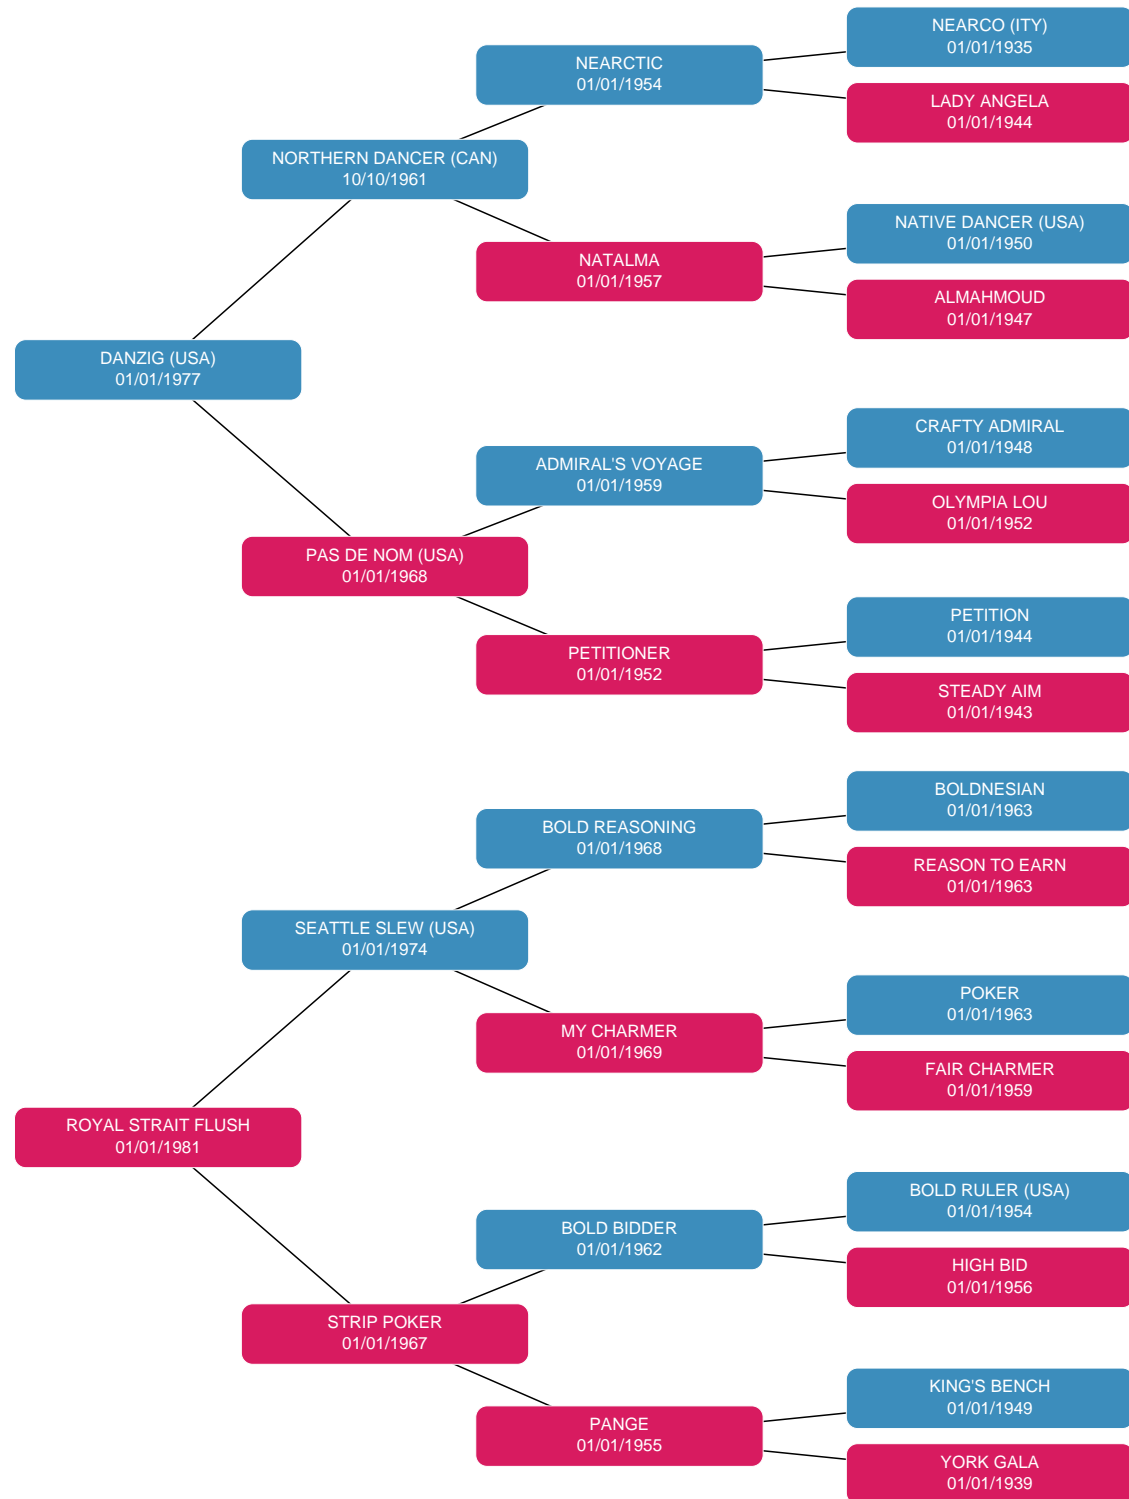 NEARCO (ITY)
01/01/1935
NEARCTIC
01/01/1954
LADY ANGELA
01/01/1944
NORTHERN DANCER (CAN)
10/10/1961
NATIVE DANCER (USA)
01/01/1950
NATALMA
01/01/1957
ALMAHMOUD
01/01/1947
DANZIG (USA)
01/01/1977
CRAFTY ADMIRAL
01/01/1948
ADMIRAL'S VOYAGE
01/01/1959
OLYMPIA LOU
01/01/1952
PAS DE NOM (USA)
01/01/1968
PETITION
01/01/1944
PETITIONER
01/01/1952
STEADY AIM
01/01/1943
BOLDNESIAN
01/01/1963
BOLD REASONING
01/01/1968
REASON TO EARN
01/01/1963
SEATTLE SLEW (USA)
01/01/1974
POKER
01/01/1963
MY CHARMER
01/01/1969
FAIR CHARMER
01/01/1959
ROYAL STRAIT FLUSH
01/01/1981
BOLD RULER (USA)
01/01/1954
BOLD BIDDER
01/01/1962
HIGH BID
01/01/1956
STRIP POKER
01/01/1967
KING'S BENCH
01/01/1949
PANGE
01/01/1955
YORK GALA
01/01/1939